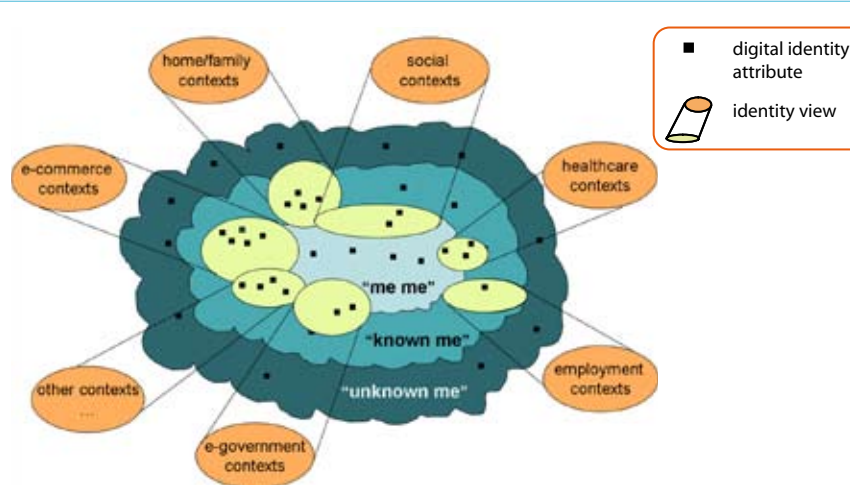 home/family
contexts
social
contexts
digital identity
attribute
identity view
e-commerce
contexts
healthcare
contexts
"me me"
"known me"
"unknown me"
employment
contexts
other contexts
...
e-government
contexts